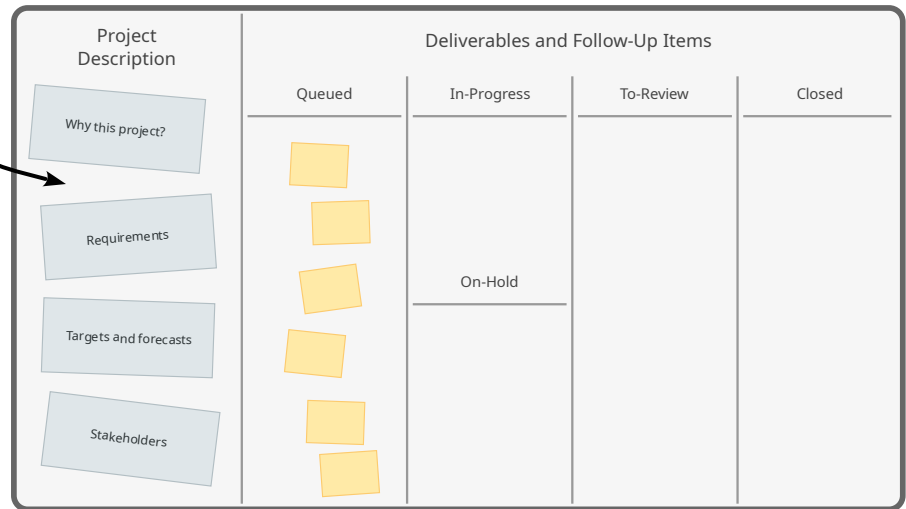 Project
Description
Deliverables and Follow-Up Items
Queued
In-Progress
To-Review
Closed
Why this project?
Requirements
On-Hold
Targets and forecasts
Stakeholders